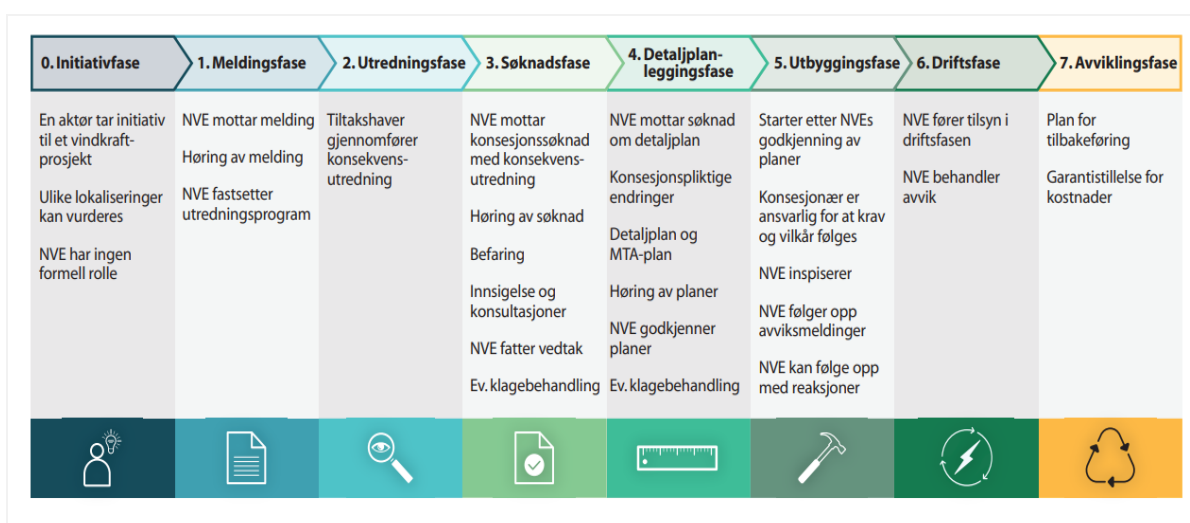 0. Initiativfase
1. Meldingsfase
2. Utredningsfase
3. Søknadsfase
4. Detaljplan-
leggingsfase
5. Utbyggingsfase
6. Driftsfase
7. Avviklingsfase
En aktør tar initiativ
til et vindkraft-
prosjekt
Ulike lokaliseringer
kan vurderes
NVE har ingen
formell rolle
NVE mottar melding
Høring av melding
NVE fastsetter
utredningsprogram
Tiltakshaver
gjennomfører
konsekvens-
utredning
NVE mottar
konsesjonssøknad
med konsekvens-
utredning
Høring av søknad
Befaring
Innsigelse og
konsultasjoner
NVE fatter vedtak
Ev. klagebehandling
NVE mottar søknad
om detaljplan
Konsesjonspliktige
endringer
Detaljplan og
MTA-plan
Høring av planer
NVE godkjenner
planer
Ev. klagebehandling
Starter etter NVEs
godkjenning av
planer
Konsesjonær er
ansvarlig for at krav
og vilkår følges
NVE inspiserer
NVE følger opp
avviksmeldinger
NVE kan følge opp
med reaksjoner
NVE fører tilsyn i
driftsfasen
NVE behandler
avvik
Plan for
tilbakeføring
Garantistillelse for
kostnader